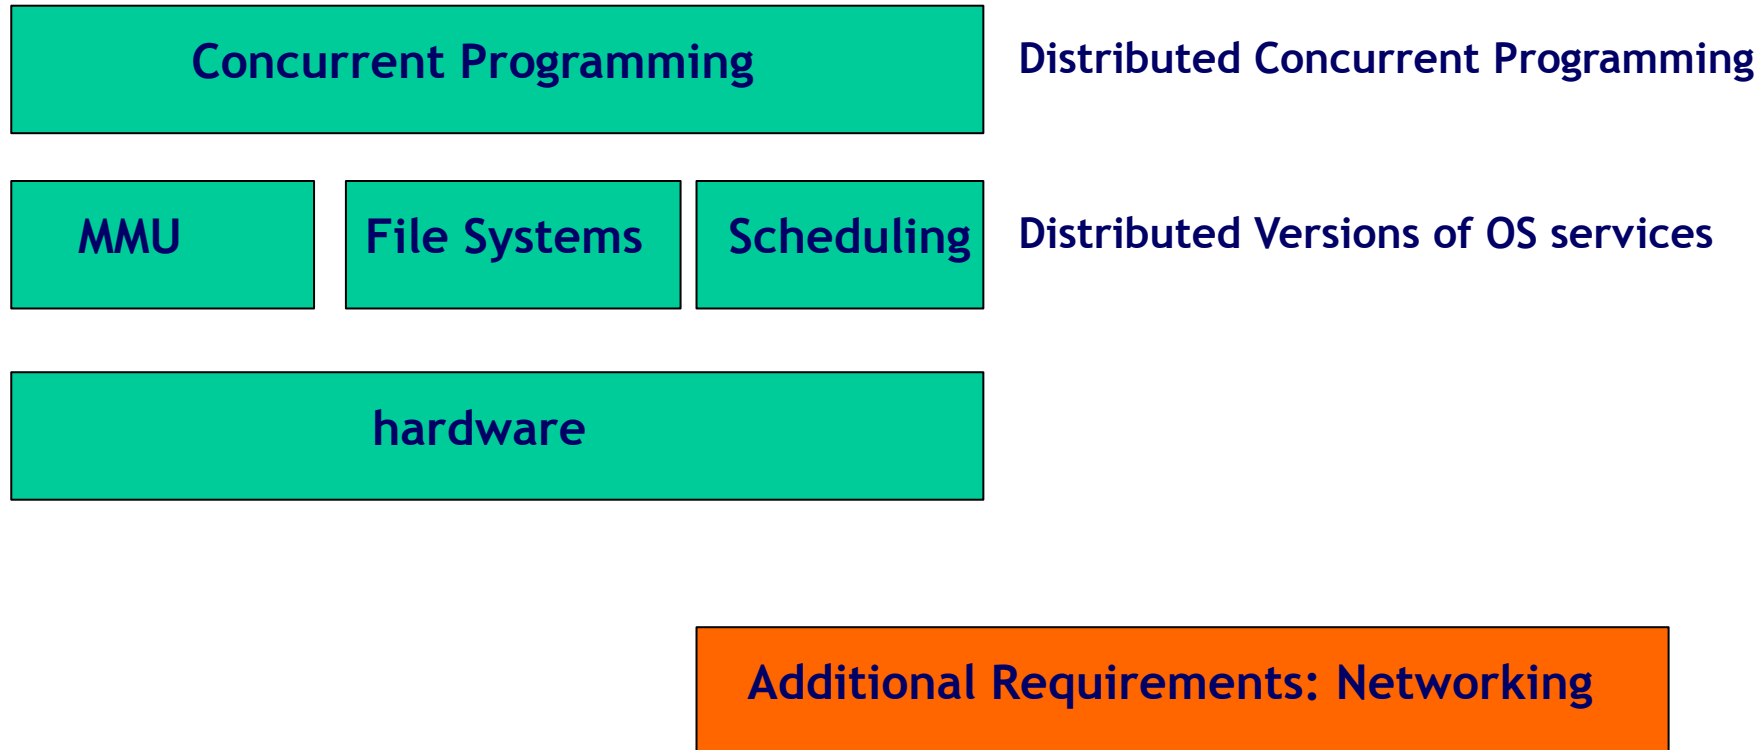 Concurrent Programming
Distributed Concurrent Programming
MMU
File Systems
Scheduling
Distributed Versions of OS services
hardware
Additional Requirements: Networking